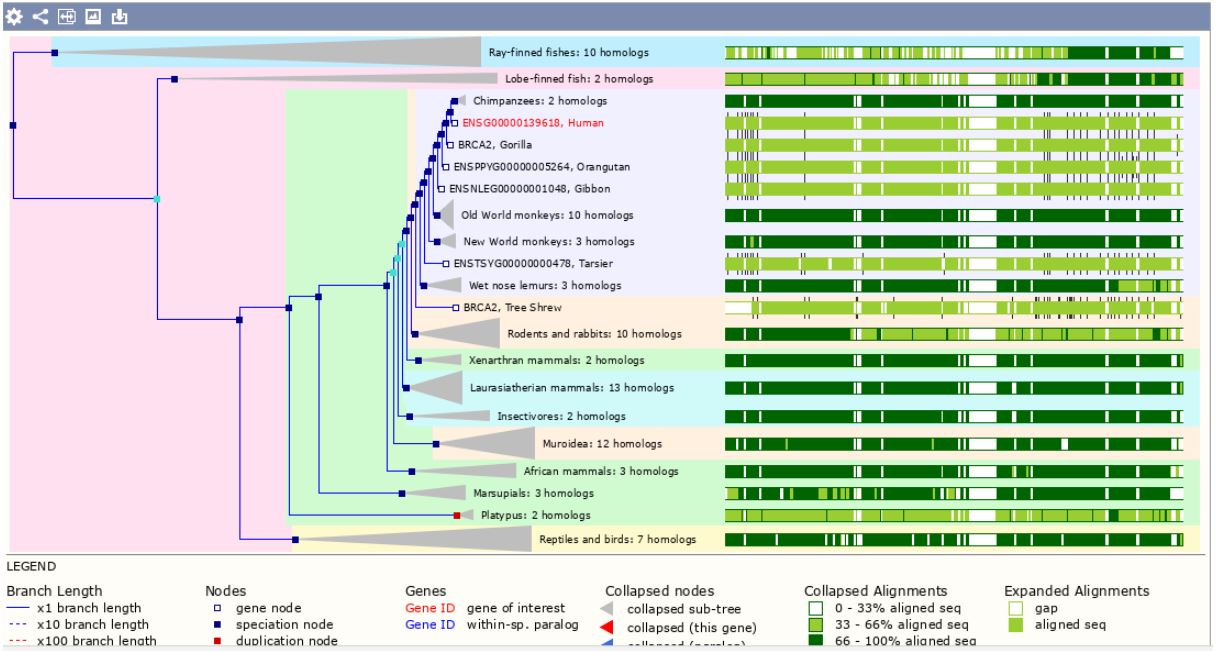 Ray-finned fishes: 10 homologs
Lobe-finned fish: 2 homologs
Chimpanzees: 2 homologs
ENSG00000139618, Human
BRCA2, Gorilla
ENSPPYG00000005264, Orangutan
ENSNLEG00000001048, Gibbon
Old World monkeys: 10 homologs
New World monkeys: 3 homologs
ENSTSYG00000000478, Tarsier
Wet nose lemurs: 3 homologs
BRCA2, Tree Shrew
Rodents and rabbits: 10 homologs
Xenarthran mammals: 2 homologs
Laurasiatherian mammals: 13 homologs
Insectivores: 2 homologs
Muroidea: 12 homologs
African mammals: 3 homologs
Marsupials: 3 homologs
Platypus: 2 homologs
Reptiles and birds: 7 homologs
LEGEND
Branch Length
x1 branch length
x10 branch length
x100 branch length
Nodes
gene node
speciation node
duplication node
Genes
Gene ID gene of interest
Gene ID within-sp. paralog
Collapsed nodes
collapsed sub-tree
collapsed (this gene)
collapsed (paralog)
Collapsed Alignments
0 - 33% aligned seq
33 - 66% aligned seq
66 - 100% aligned seq
Expanded Alignments
gap
aligned seq